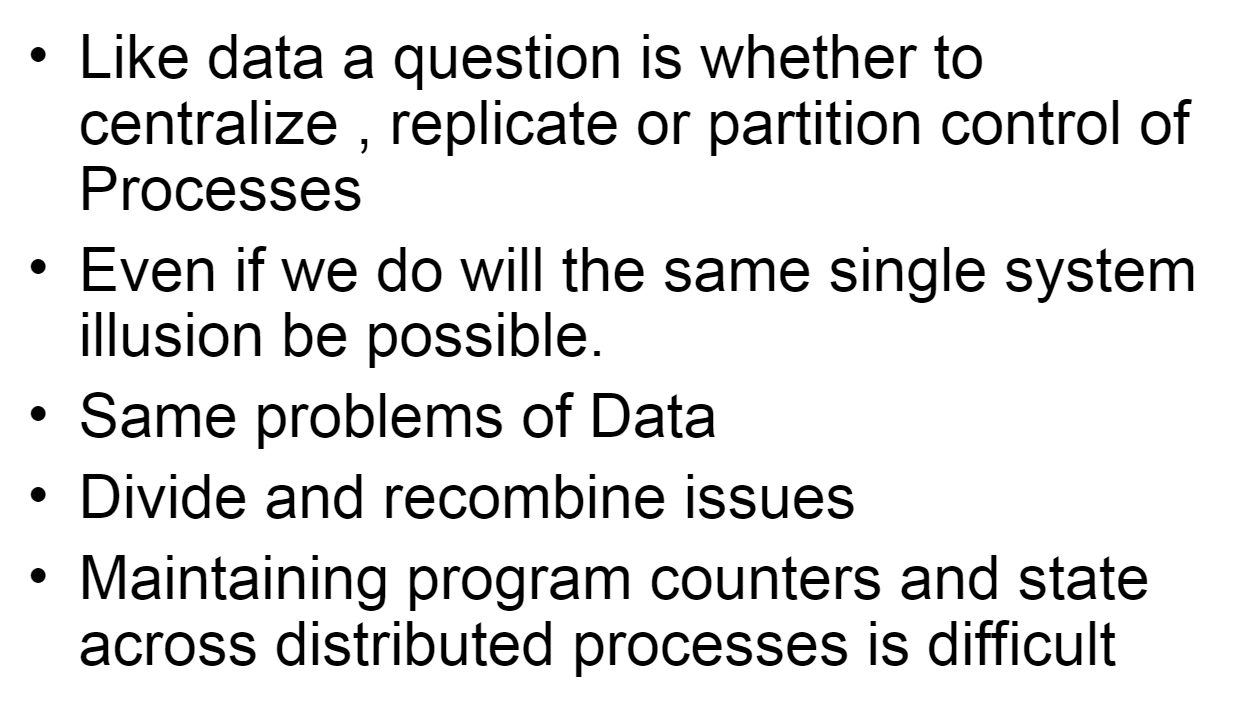 • Like data a question is whether to
centralize , replicate or partition control of
Processes
• Even if we do will the same single system
illusion be possible.
• Same problems of Data
• Divide and recombine issues
• Maintaining program counters and state
across distributed processes is difficult